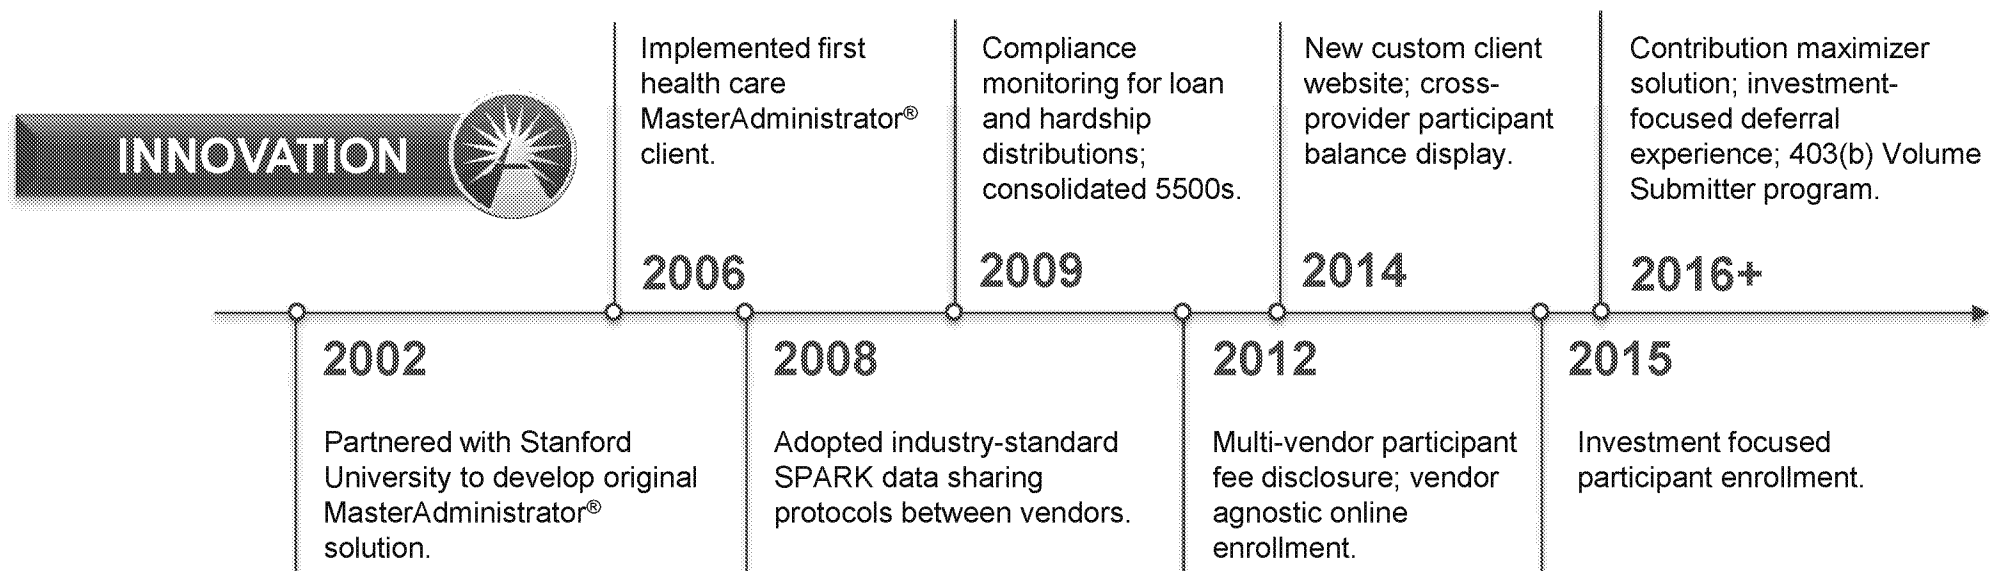 INNOVATION
Implemented first
health care
MasterAdministrator®
client.
2006
Compliance
monitoring for loan
and hardship
distributions;
consolidated 5500s.
2009
New custom client
website; cross-
provider participant
balance display.
2014
Contribution maximizer
solution; investment-
focused deferral
experience; 403(b) Volume
Submitter program.
2016+
2002
Partnered with Stanford
University to develop original
MasterAdministrator®
solution.
2008
Adopted industry-standard
SPARK data sharing
protocols between vendors.
2012
Multi-vendor participant
fee disclosure; vendor
agnostic online
enrollment.
2015
Investment focused
participant enrollment.